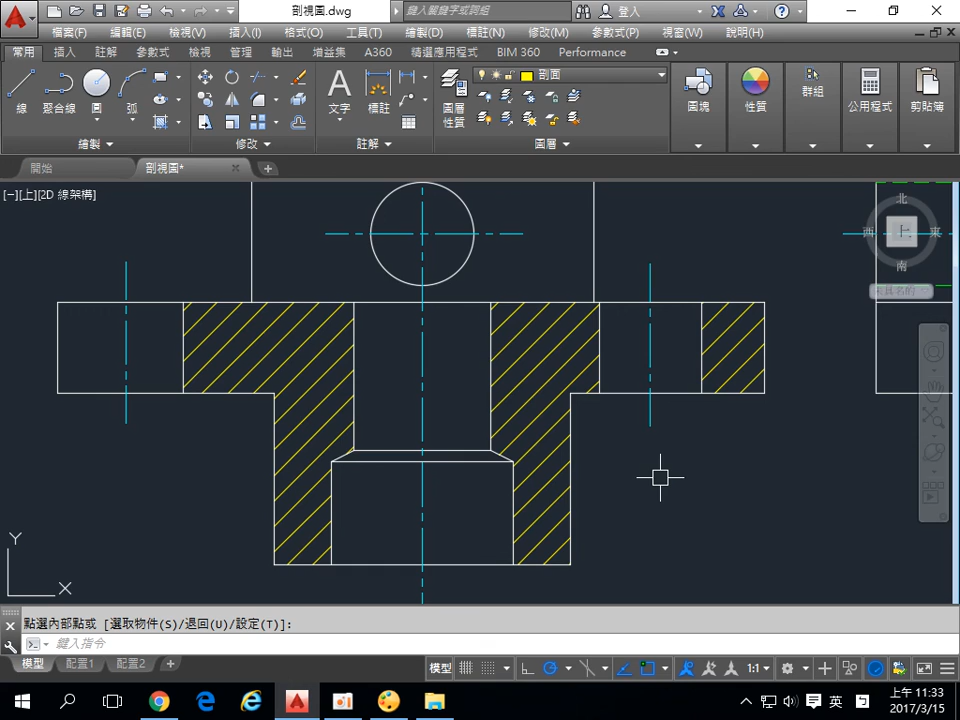 剖視圖.dwg
鍵入關鍵字或詞組
登入
檔案(F) 編輯(E) 檢視(V) 插入(I) 格式(O) 工具(T) 繪製(D) 標註(N) 修改(M) 參數式(P) 視窗(W) 說明(H)
常用 插入 註解 參數式 檢視 管理 輸出 增益集 A360 精選應用程式 BIM 360 Performance
剖面
線 聚合線 圓 弧 文字 標註 圖層性質 圖塊 性質 群組 公用程式 剪貼簿
繪製 修改 註解 圖層
開始 剖視圖*
[−][上][2D 線架構]
北
西 上 東
南
Y
X
點選內部點或 [選取物件(S)/退回(U)/設定(T)]:
鍵入指令
模型 配置1 配置2
模型 1:1
英
上午 11:33
2017/3/15